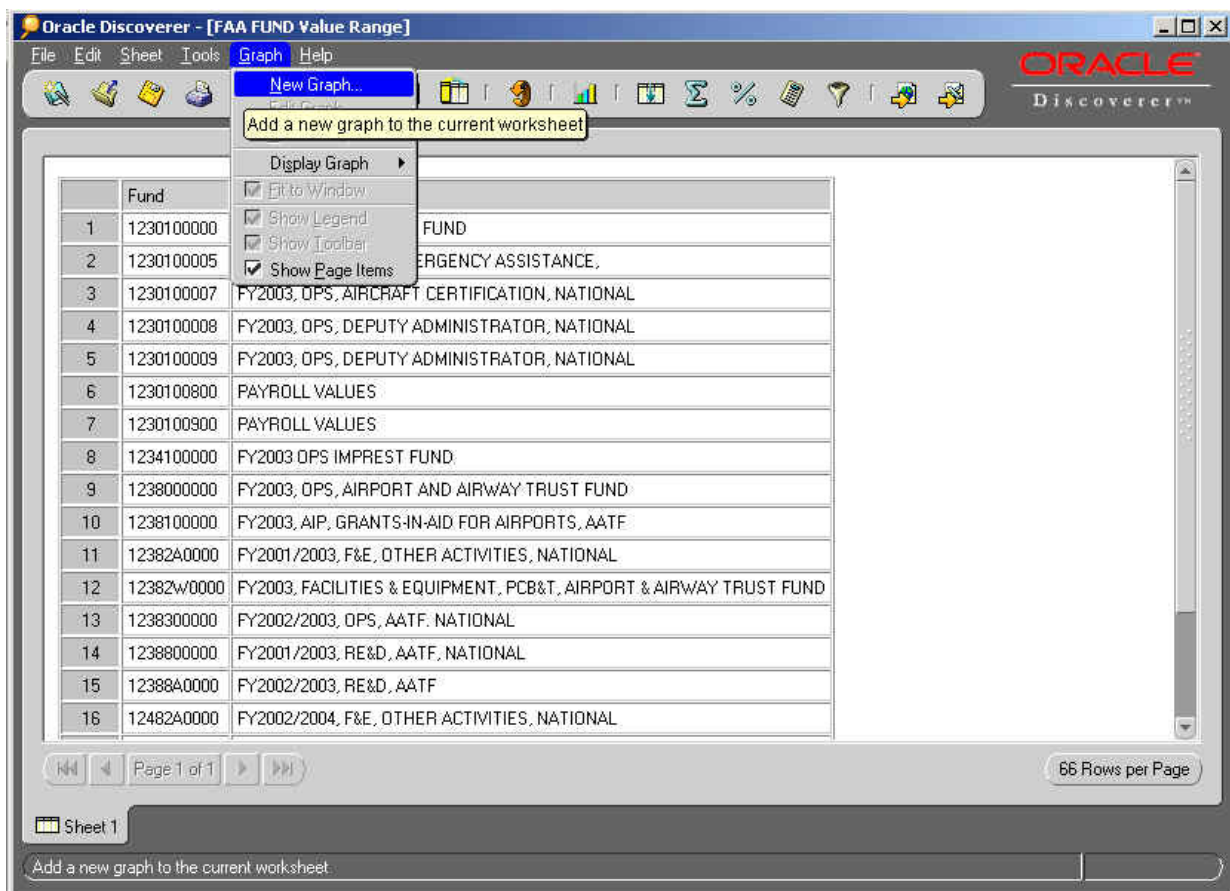 Oracle Discoverer - [FAA FUND Value Range]
File Edit Sheet Tools Graph Help
ORACLE
Discoverer™
New Graph...
Edit Graph...
Add a new graph to the current worksheet
Display Graph
Fit to Window
Show Legend
Show Toolbar
Show Page Items
Fund
1 1230100000 FUND
2 1230100005 ERGENCY ASSISTANCE,
3 1230100007 FY2003, OPS, AIRCRAFT CERTIFICATION, NATIONAL
4 1230100008 FY2003, OPS, DEPUTY ADMINISTRATOR, NATIONAL
5 1230100009 FY2003, OPS, DEPUTY ADMINISTRATOR, NATIONAL
6 1230100800 PAYROLL VALUES
7 1230100900 PAYROLL VALUES
8 1234100000 FY2003 OPS IMPREST FUND
9 1238000000 FY2003, OPS, AIRPORT AND AIRWAY TRUST FUND
10 1238100000 FY2003, AIP, GRANTS-IN-AID FOR AIRPORTS, AATF
11 12382A0000 FY2001/2003, F&E, OTHER ACTIVITIES, NATIONAL
12 12382W0000 FY2003, FACILITIES & EQUIPMENT, PCB&T, AIRPORT & AIRWAY TRUST FUND
13 1238300000 FY2002/2003, OPS, AATF. NATIONAL
14 1238800000 FY2001/2003, RE&D, AATF, NATIONAL
15 12388A0000 FY2002/2003, RE&D, AATF
16 12482A0000 FY2002/2004, F&E, OTHER ACTIVITIES, NATIONAL
Page 1 of 1
66 Rows per Page
Sheet 1
Add a new graph to the current worksheet